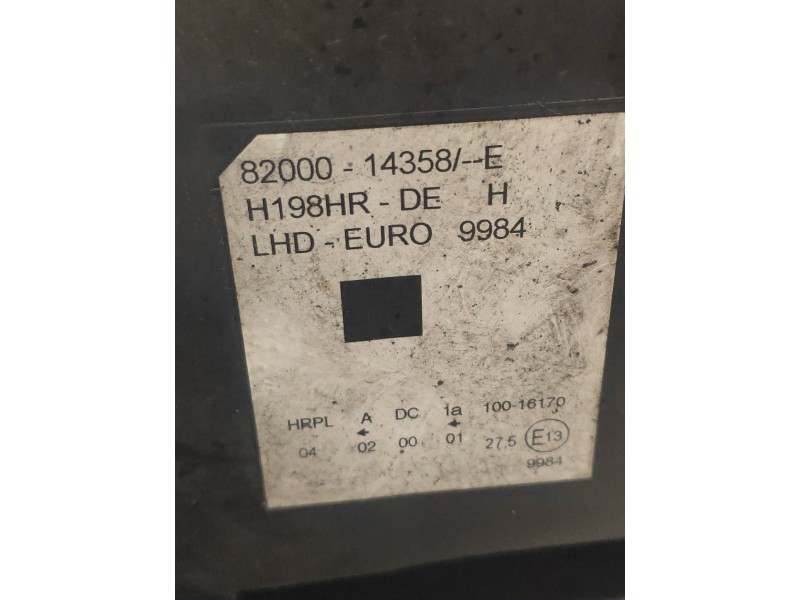 82000 - 14358/--E
H198HR - DE H
LHD - EURO 9984
HRPL A DC 1a 100-16170
← ←
04 02 00 01 27.5 E13
9984